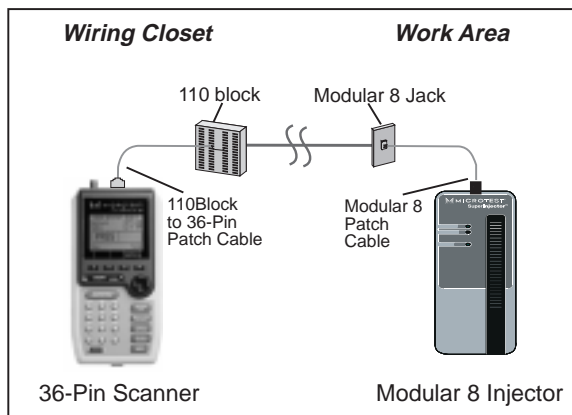 Wiring Closet
Work Area
110 block
Modular 8 Jack
110Block
to 36-Pin
Patch Cable
Modular 8
Patch
Cable
MICROTEST
SuperInjector
36-Pin Scanner
Modular 8 Injector